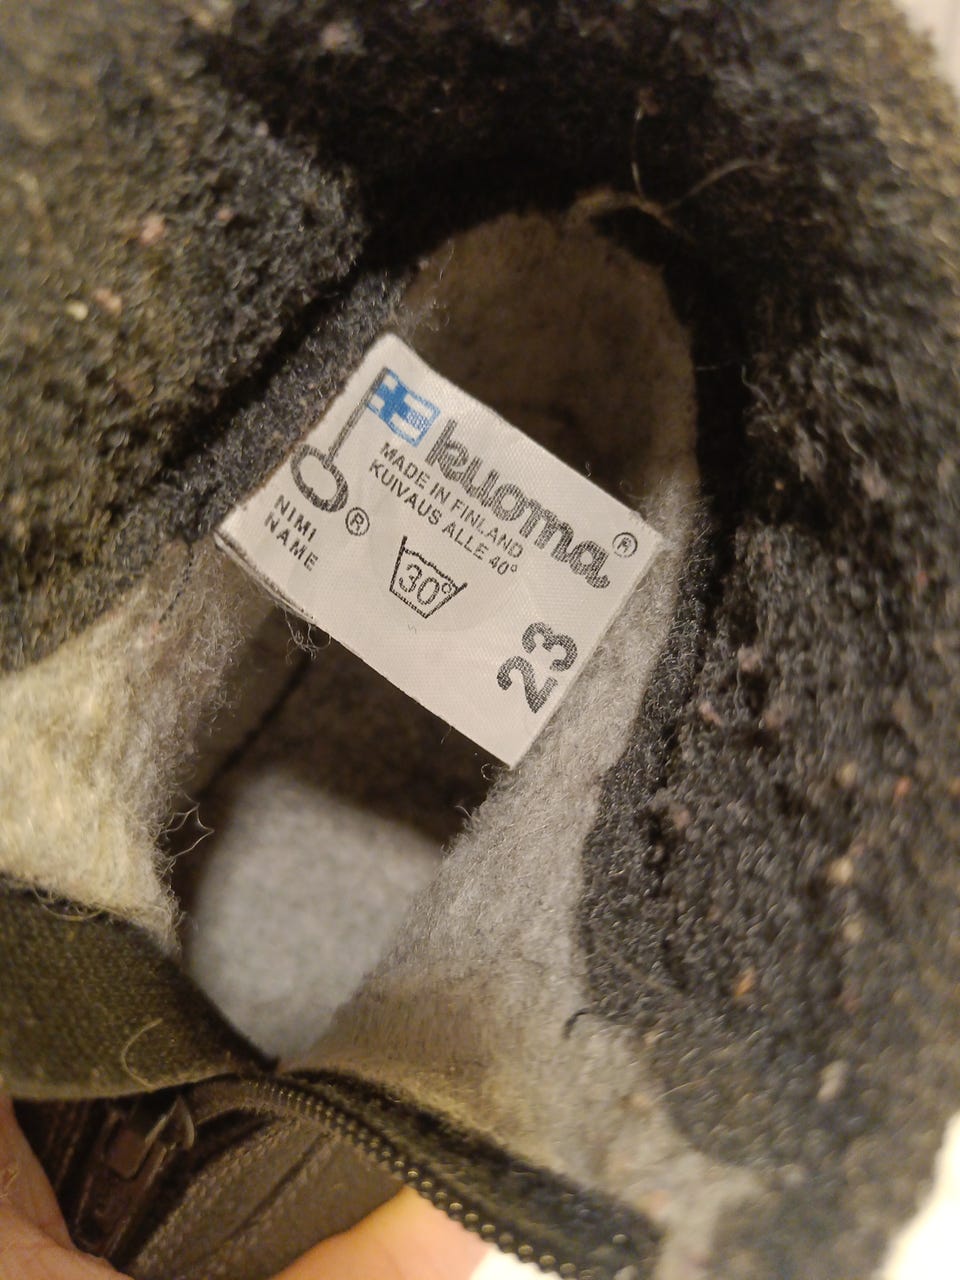 kuoma®
MADE IN FINLAND
KUIVAUS ALLE 40°
30°
®
NIMI
NAME
23